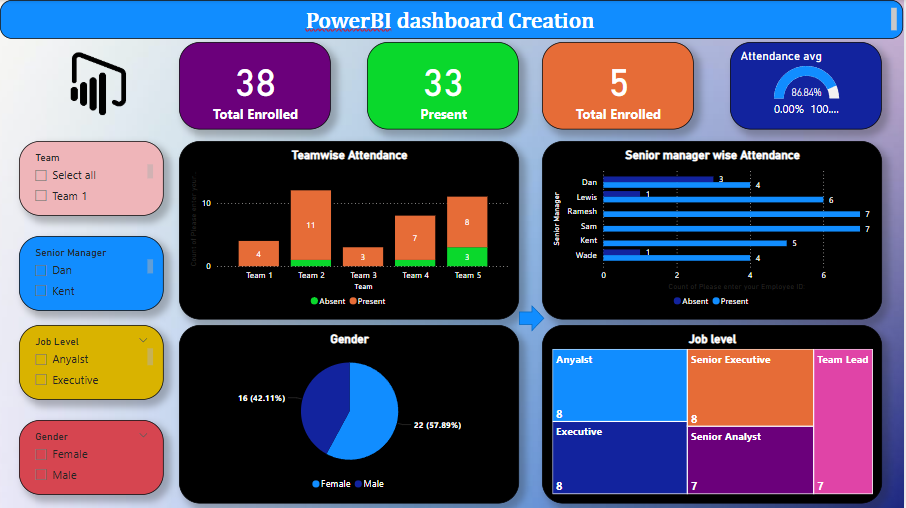 PowerBI dashboard Creation
38
Total Enrolled
33
Present
5
Total Enrolled
Attendance avg
86.84%
0.00% 100....
Team
Select all
Team 1
Senior Manager
Dan
Kent
Job Level
Anyalst
Executive
Gender
Female
Male
Teamwise Attendance
10
0
4
11
3
7
8
3
Team 1 Team 2 Team 3 Team 4 Team 5
Team
Absent Present
Senior manager wise Attendance
Senior Manager
Dan 3 4
Lewis 1 6
Ramesh 7
Sam 7
Kent 5
Wade 1 4
0 2 4 6
Count of Please enter your Employee ID
Absent Present
Gender
16 (42.11%)
22 (57.89%)
Female Male
Job level
Anyalst
8
Executive
8
Senior Executive
8
Senior Analyst
7
Team Lead
7